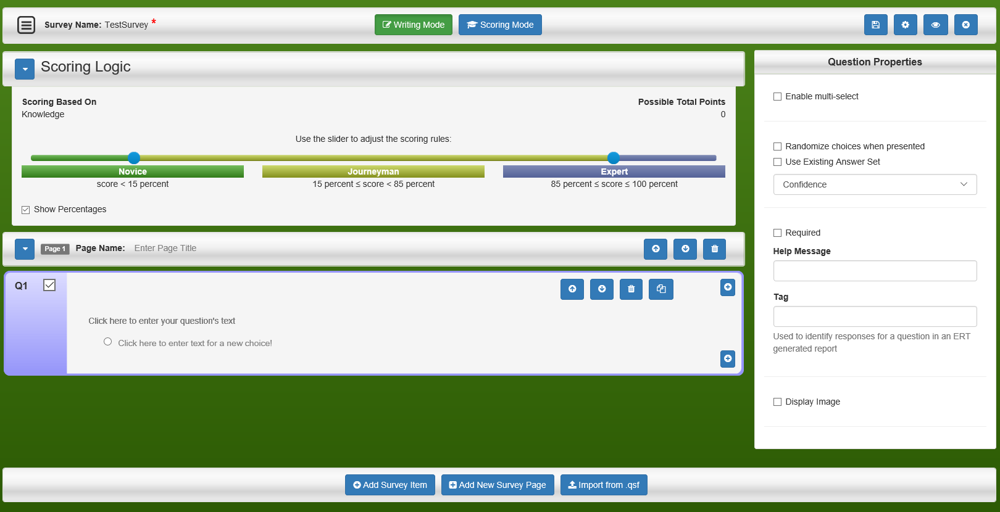 Survey Name: TestSurvey *
Writing Mode
Scoring Mode
Scoring Logic
Scoring Based On
Knowledge
Possible Total Points
0
Use the slider to adjust the scoring rules:
Novice
score < 15 percent
Journeyman
15 percent ≤ score < 85 percent
Expert
85 percent ≤ score ≤ 100 percent
Show Percentages
Page 1 Page Name: Enter Page Title
Q1
Click here to enter your question's text
Click here to enter text for a new choice!
Question Properties
Enable multi-select
Randomize choices when presented
Use Existing Answer Set
Confidence
Required
Help Message
Tag
Used to identify responses for a question in an ERT
generated report
Display Image
Add Survey Item
Add New Survey Page
Import from .qsf